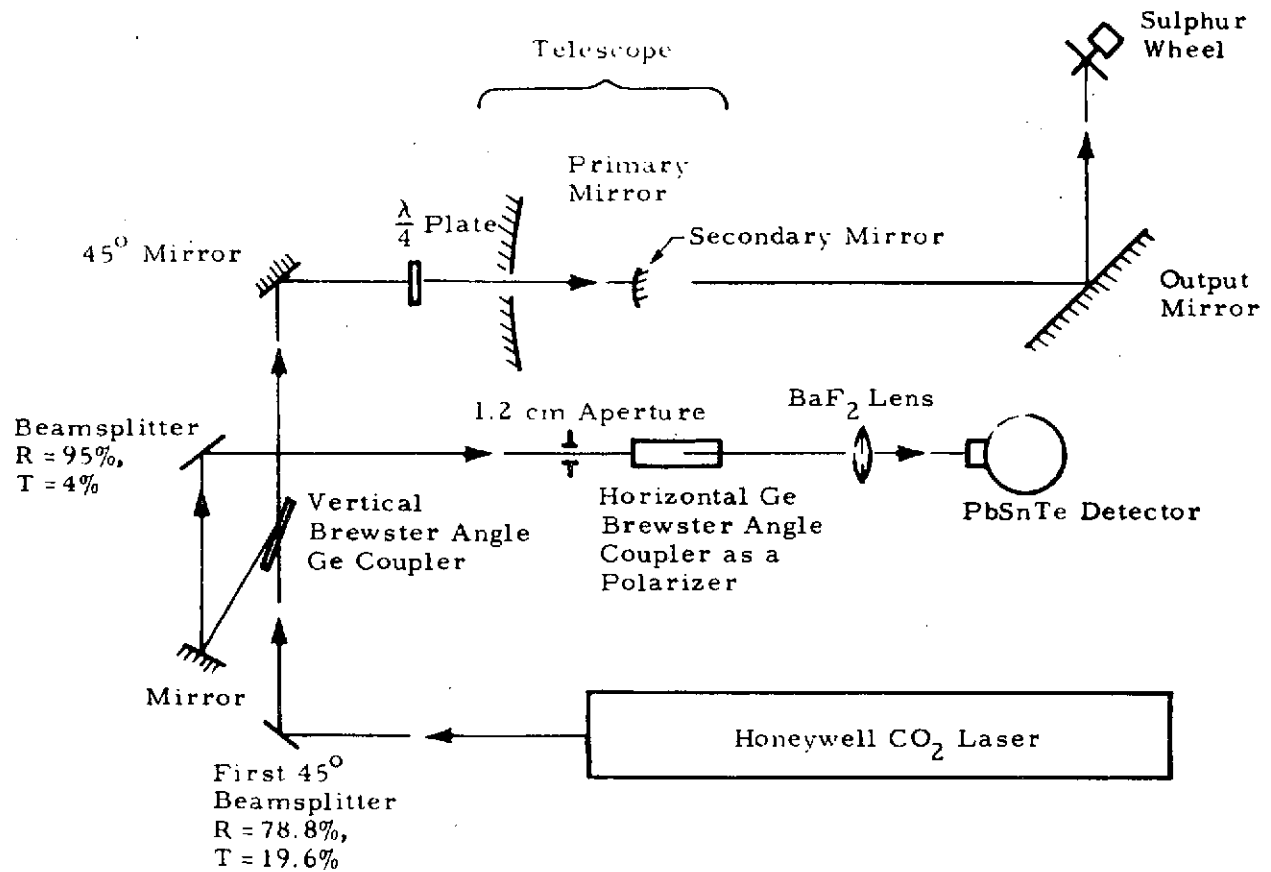 Sulphur
Wheel
Telescope
Primary
Mirror
λ/4 Plate
Secondary Mirror
45° Mirror
Output
Mirror
1.2 cm Aperture
BaF₂ Lens
Beamsplitter
R = 95%,
T = 4%
Vertical
Brewster Angle
Ge Coupler
Horizontal Ge
Brewster Angle
Coupler as a
Polarizer
PbSnTe Detector
Mirror
Honeywell CO₂ Laser
First 45°
Beamsplitter
R = 78.8%,
T = 19.6%